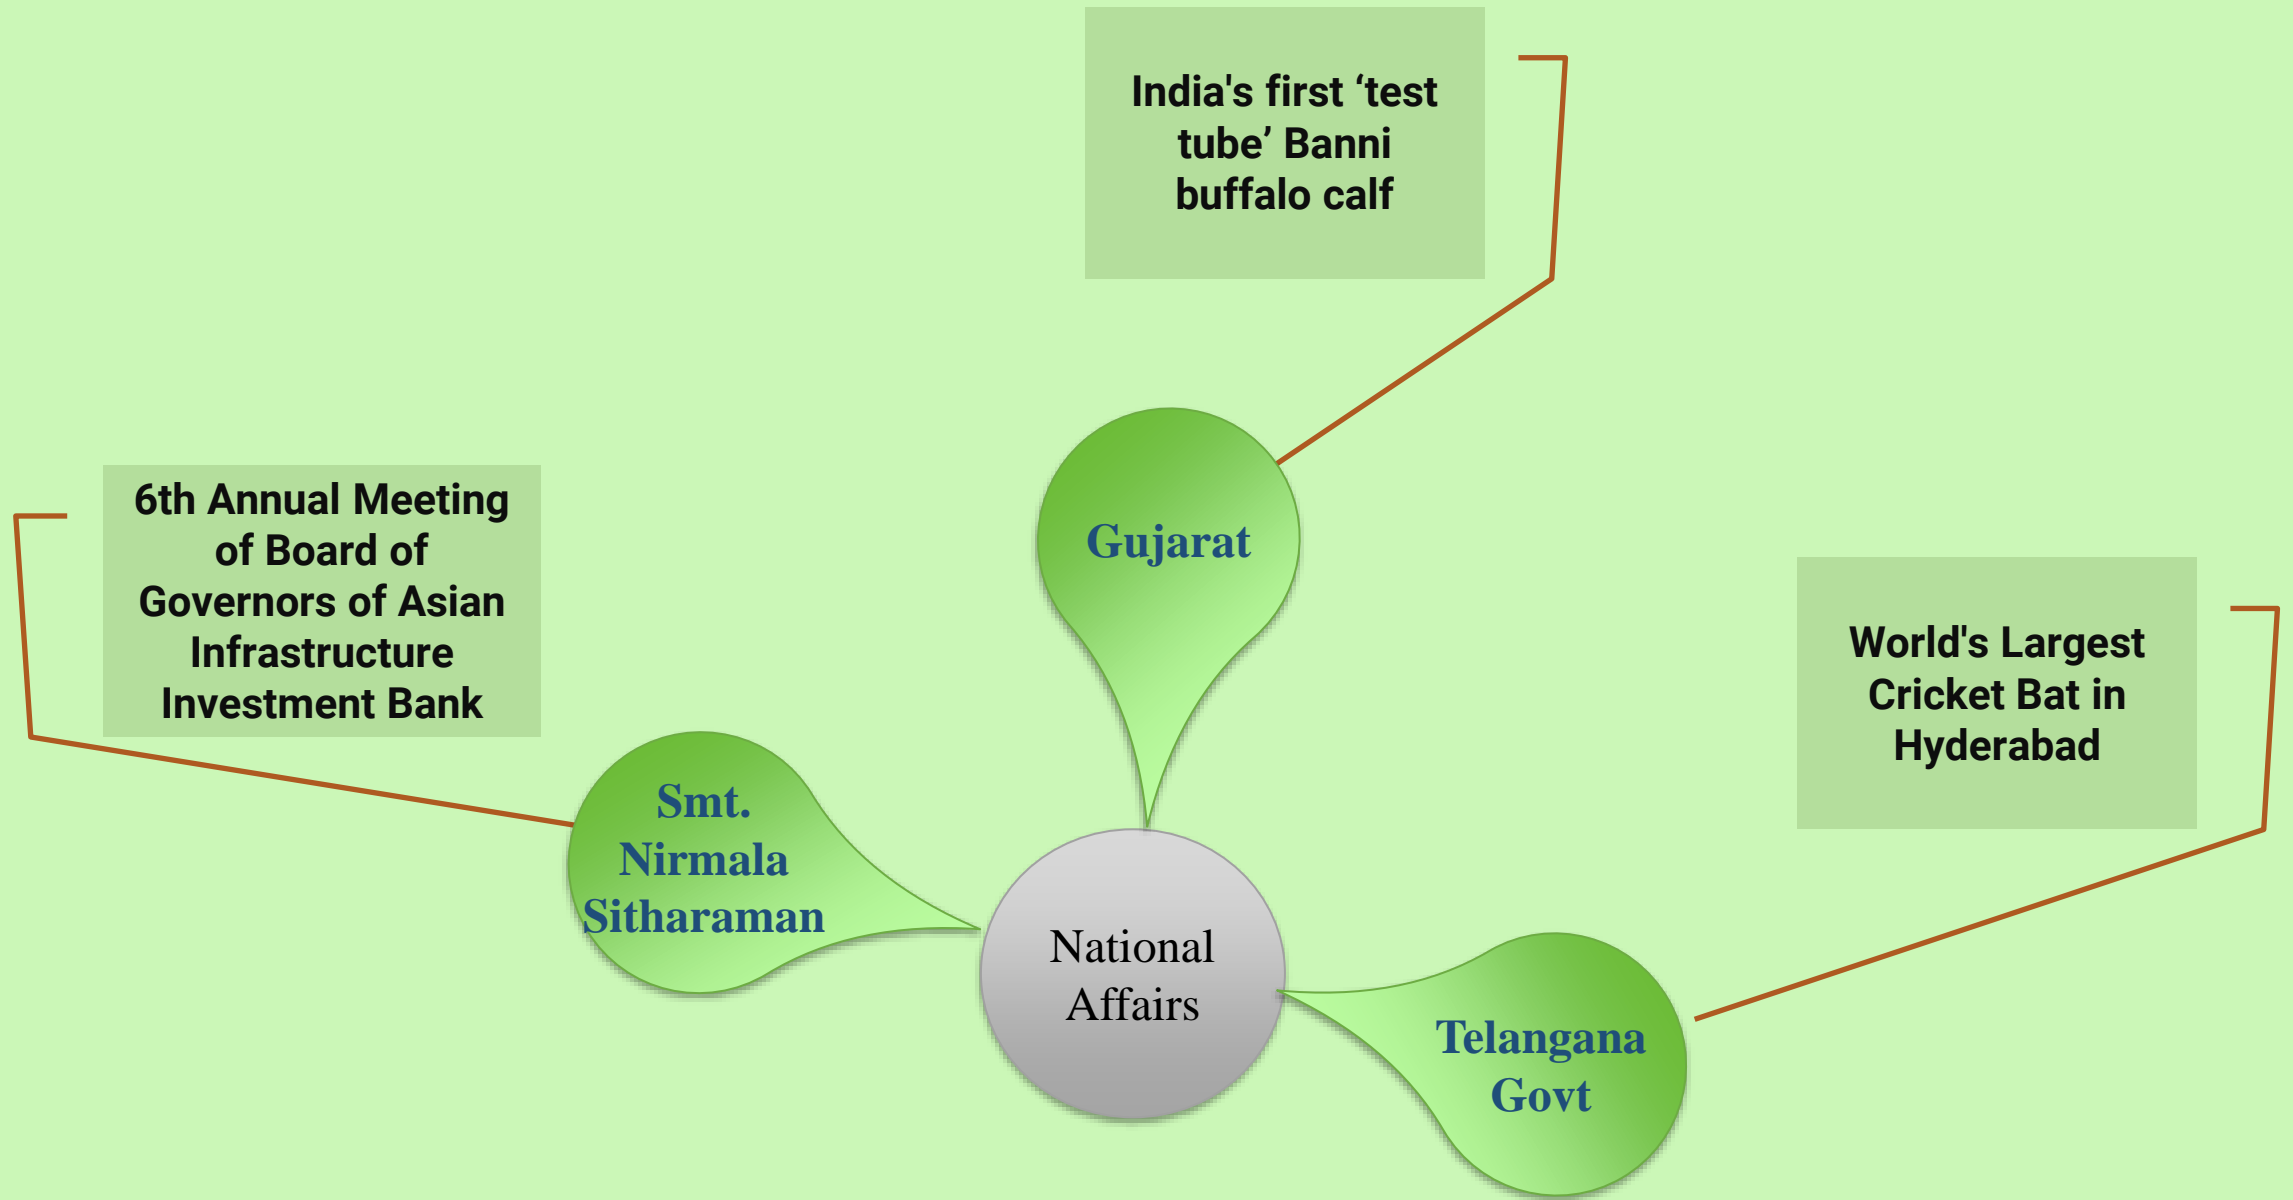 India's first ‘test
tube’ Banni
buffalo calf
6th Annual Meeting
of Board of
Governors of Asian
Infrastructure
Investment Bank
Gujarat
World's Largest
Cricket Bat in
Hyderabad
Smt.
Nirmala
Sitharaman
National
Affairs
Telangana
Govt